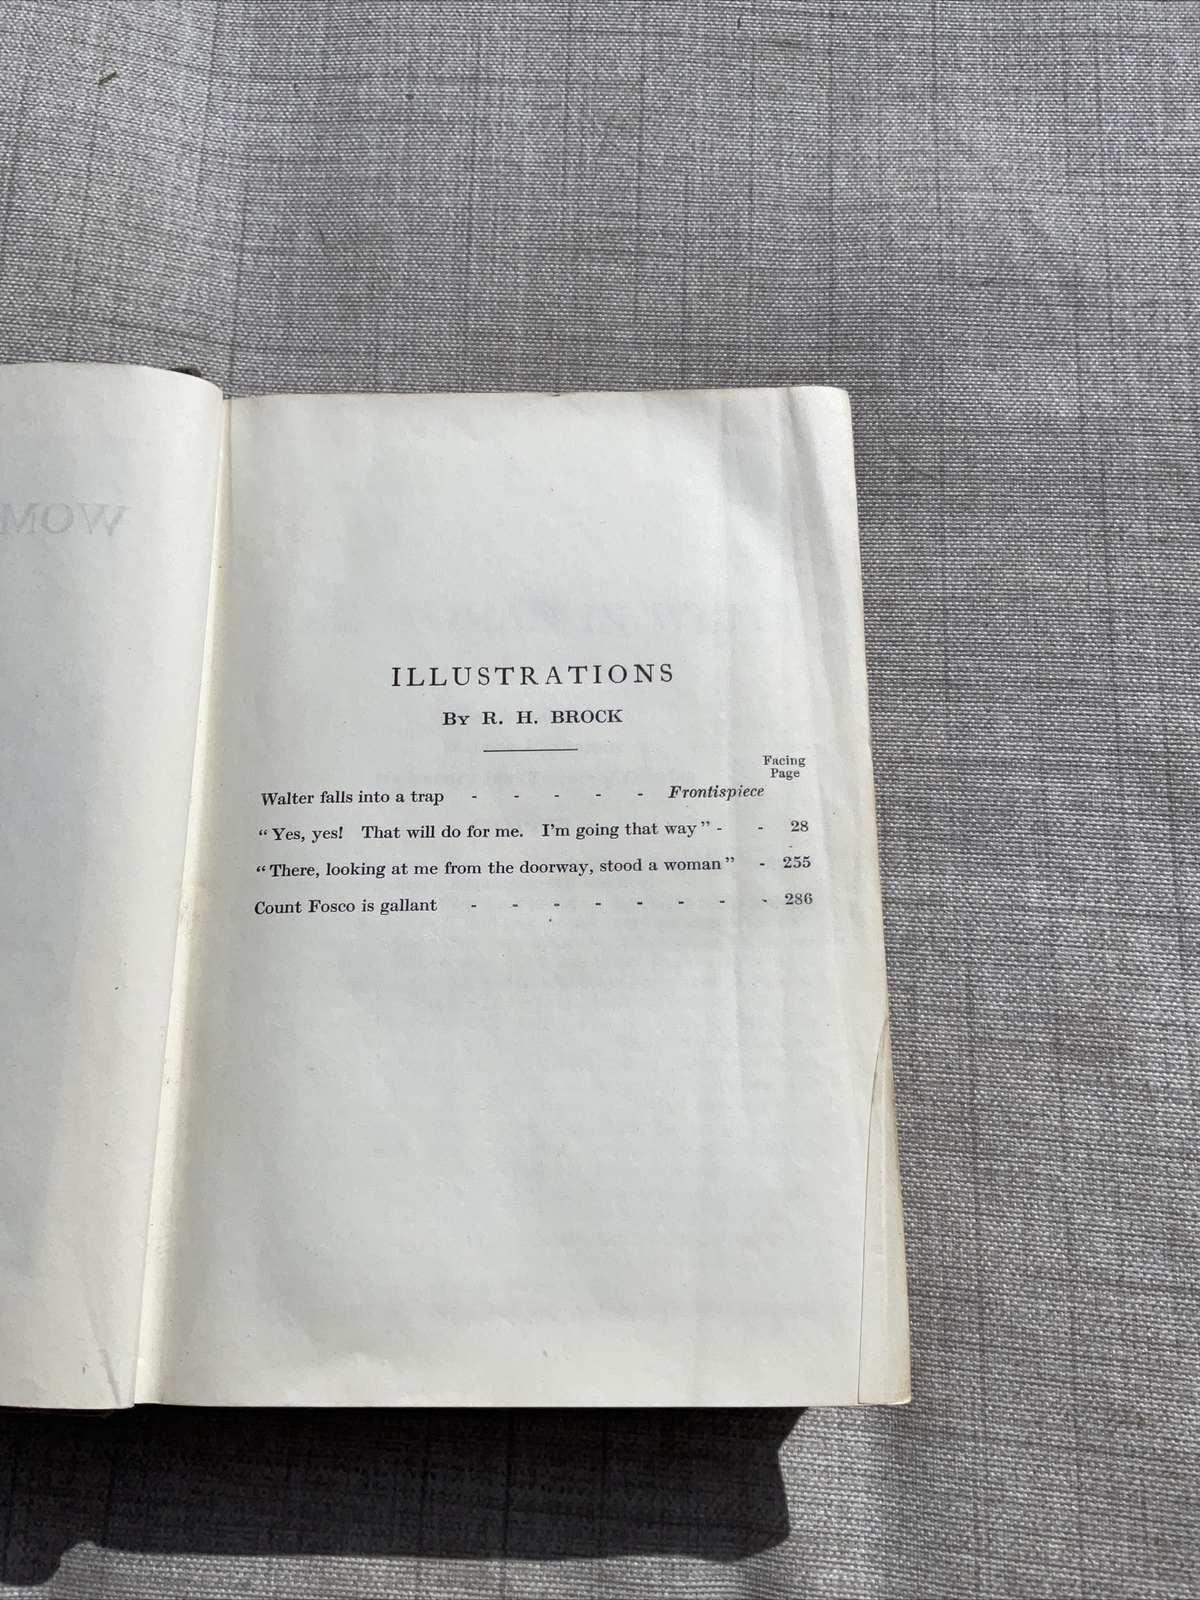 ILLUSTRATIONS
By R. H. BROCK
Facing
Page
Walter falls into a trap - - - - - Frontispiece
“Yes, yes! That will do for me. I'm going that way” - - 28
“There, looking at me from the doorway, stood a woman” - 255
Count Fosco is gallant - - - - - - - - 286